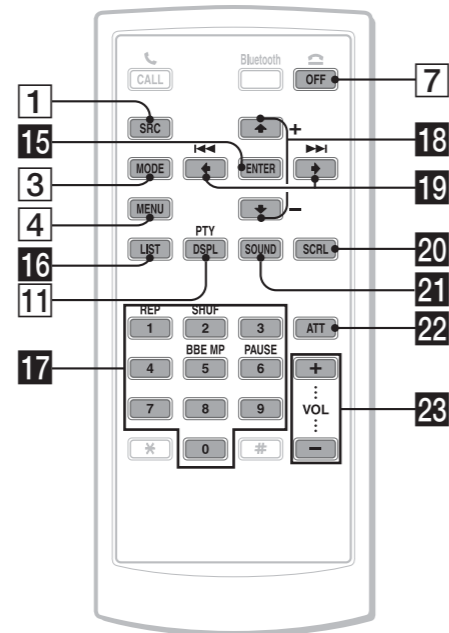 Bluetooth
CALL
OFF
7
1
SRC
+
18
15
MODE
ENTER
19
3
MENU
−
4
PTY
LIST
DSPL
SOUND
SCRL
20
16
21
11
REP
SHUF
1
2
3
ATT
22
BBE MP
PAUSE
17
4
5
6
+
7
8
9
VOL
23
*
0
#
−